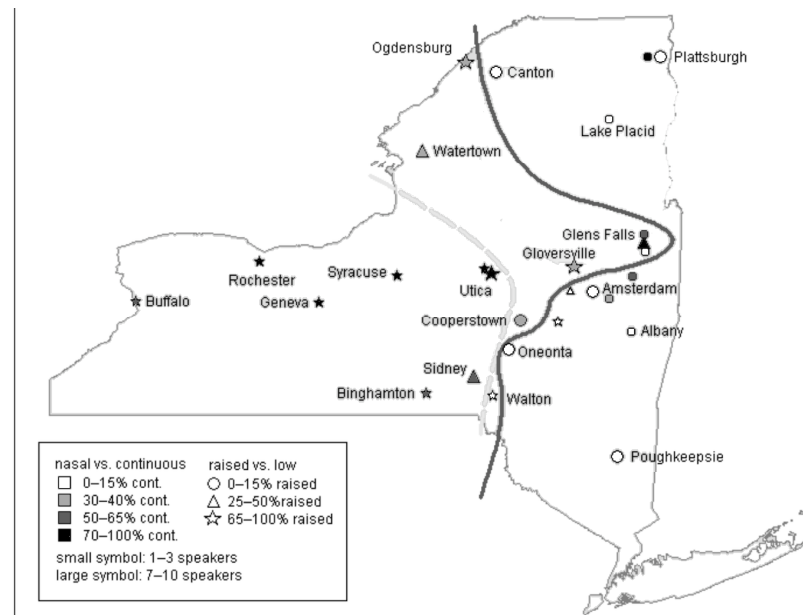 Ogdensburg
Canton
Plattsburgh
Lake Placid
Watertown
Glens Falls
Gloversville
Rochester
Syracuse
Utica
Amsterdam
Buffalo
Geneva
Cooperstown
Albany
Oneonta
Sidney
Binghamton
Walton
Poughkeepsie
nasal vs. continuous
0–15% cont.
30–40% cont.
50–65% cont.
70–100% cont.
raised vs. low
0–15% raised
25–50%raised
65–100% raised
small symbol: 1–3 speakers
large symbol: 7–10 speakers